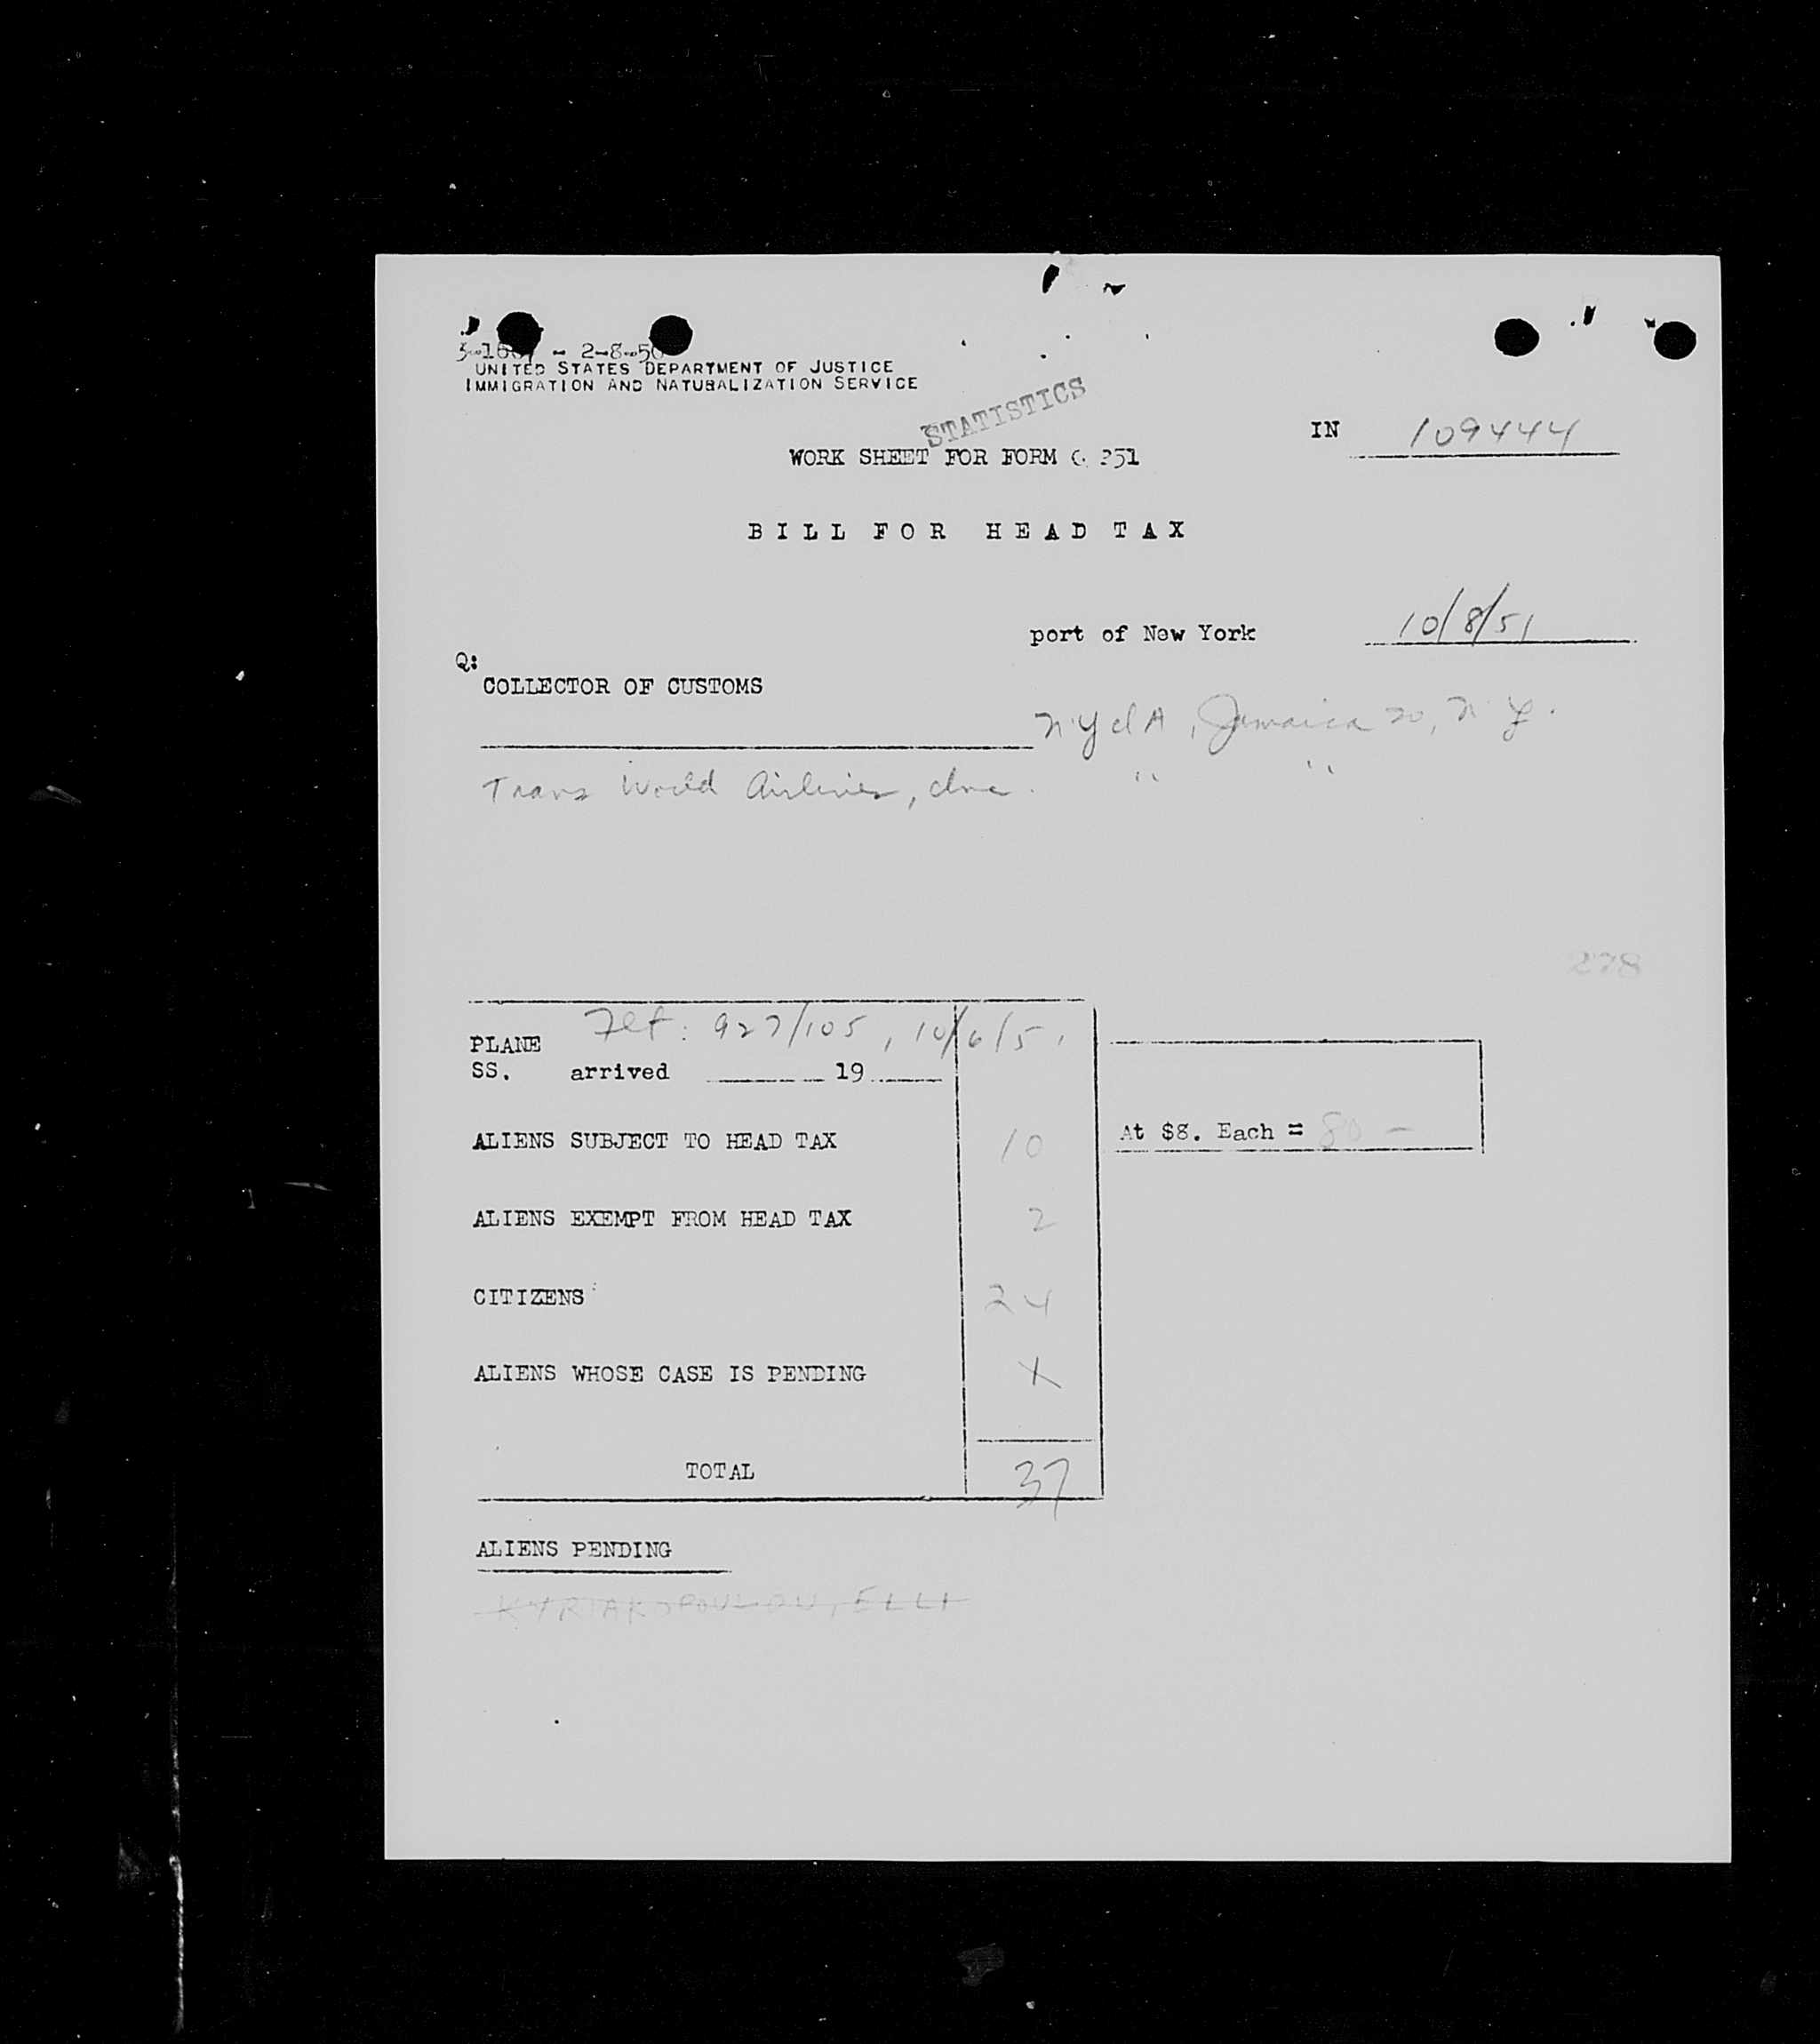 - 2-8-50
UNITED STATES DEPARTMENT OF JUSTICE
IMMIGRATION AND NATURALIZATION SERVICE
STATISTICS
IN 109444
WORK SHEET FOR FORM G 351
BILL FOR HEAD TAX
port of New York 10/8/51
Q:
COLLECTOR OF CUSTOMS
N.Y.I.A, Jamaica 20, N.Y.
Trans World Airlines, Inc. " "
278
PLANE Flt: 927/105, 10/6/51
SS. arrived 19
ALIENS SUBJECT TO HEAD TAX 10 At $8. Each = 80 -
ALIENS EXEMPT FROM HEAD TAX 2
CITIZENS 24
ALIENS WHOSE CASE IS PENDING X
TOTAL 37
ALIENS PENDING
KYRIAKOPOULOU, ELLI